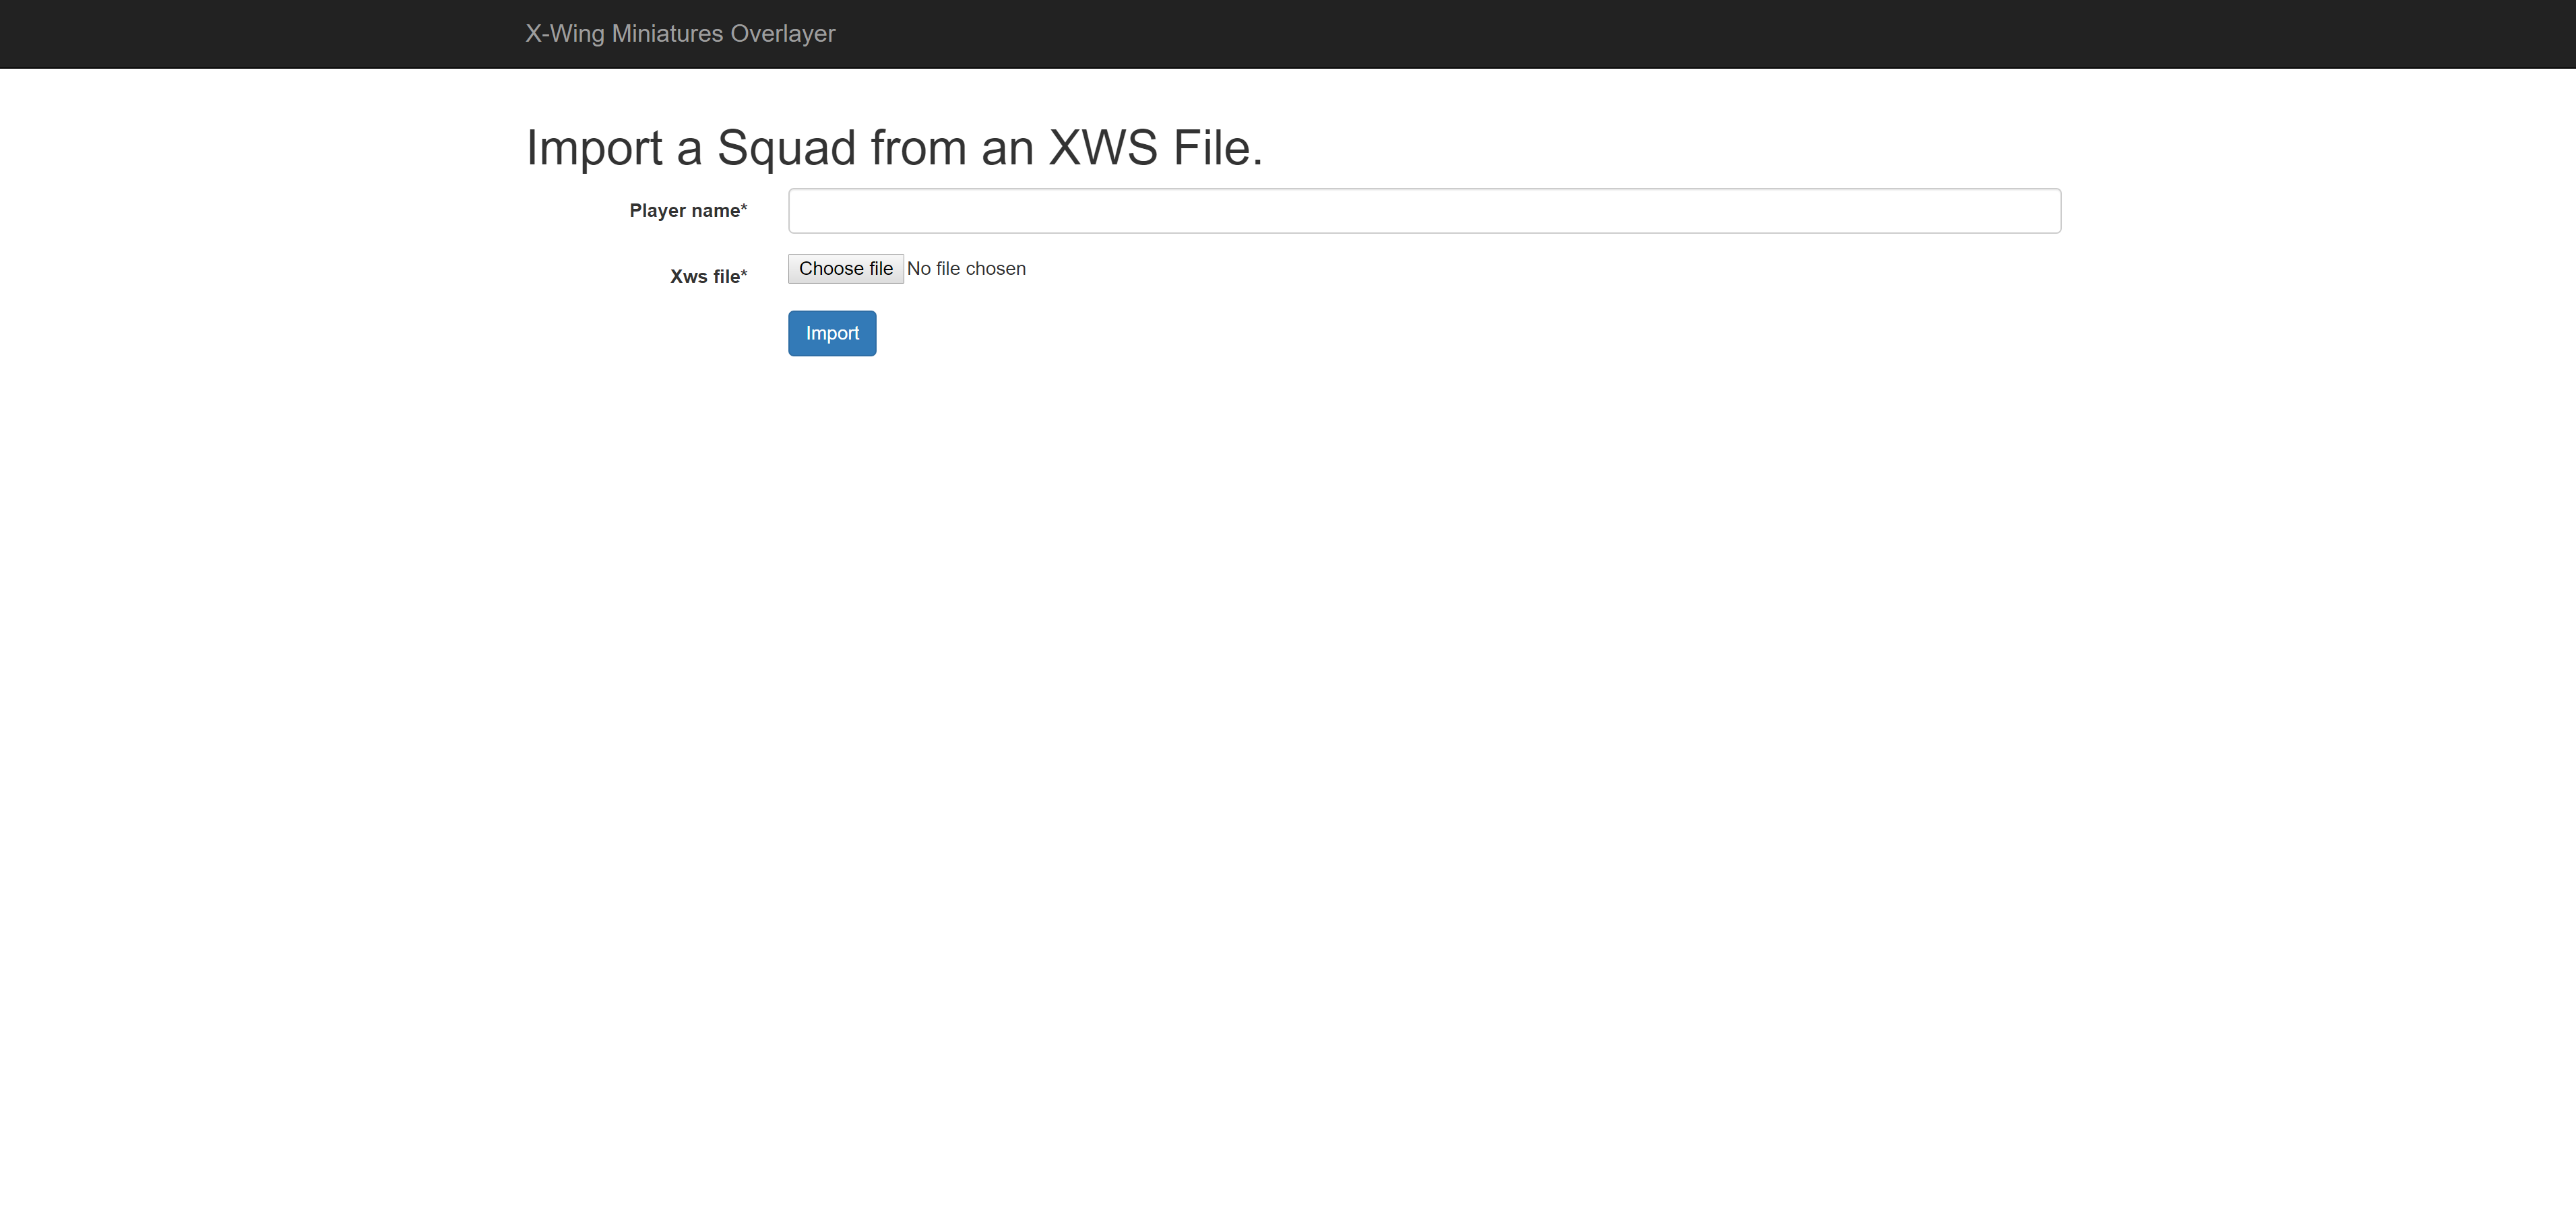 X-Wing Miniatures Overlayer
Import a Squad from an XWS File.
Player name*
Xws file*
Choose file No file chosen
Import